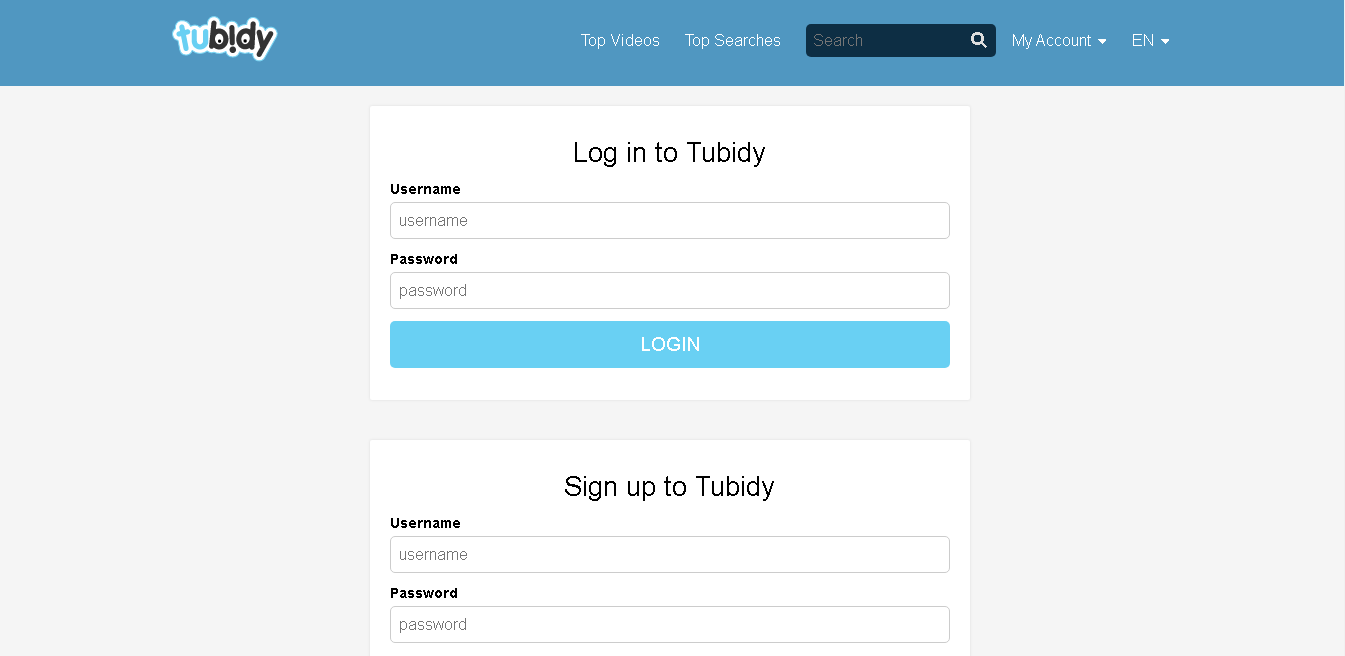 tubidy
Top Videos Top Searches Search My Account EN
Log in to Tubidy
Username
username
Password
password
LOGIN
Sign up to Tubidy
Username
username
Password
password